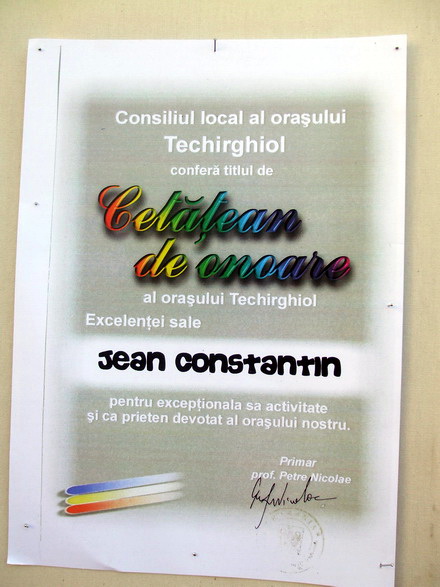 Consiliul local al orașului
Techirghiol
conferă titlul de
Cetățean
de onoare
al orașului Techirghiol
Excelenței sale
Jean Constantin
pentru excepționala sa activitate
și ca prieten devotat al orașului nostru.
Primar
prof. Petre Nicolae